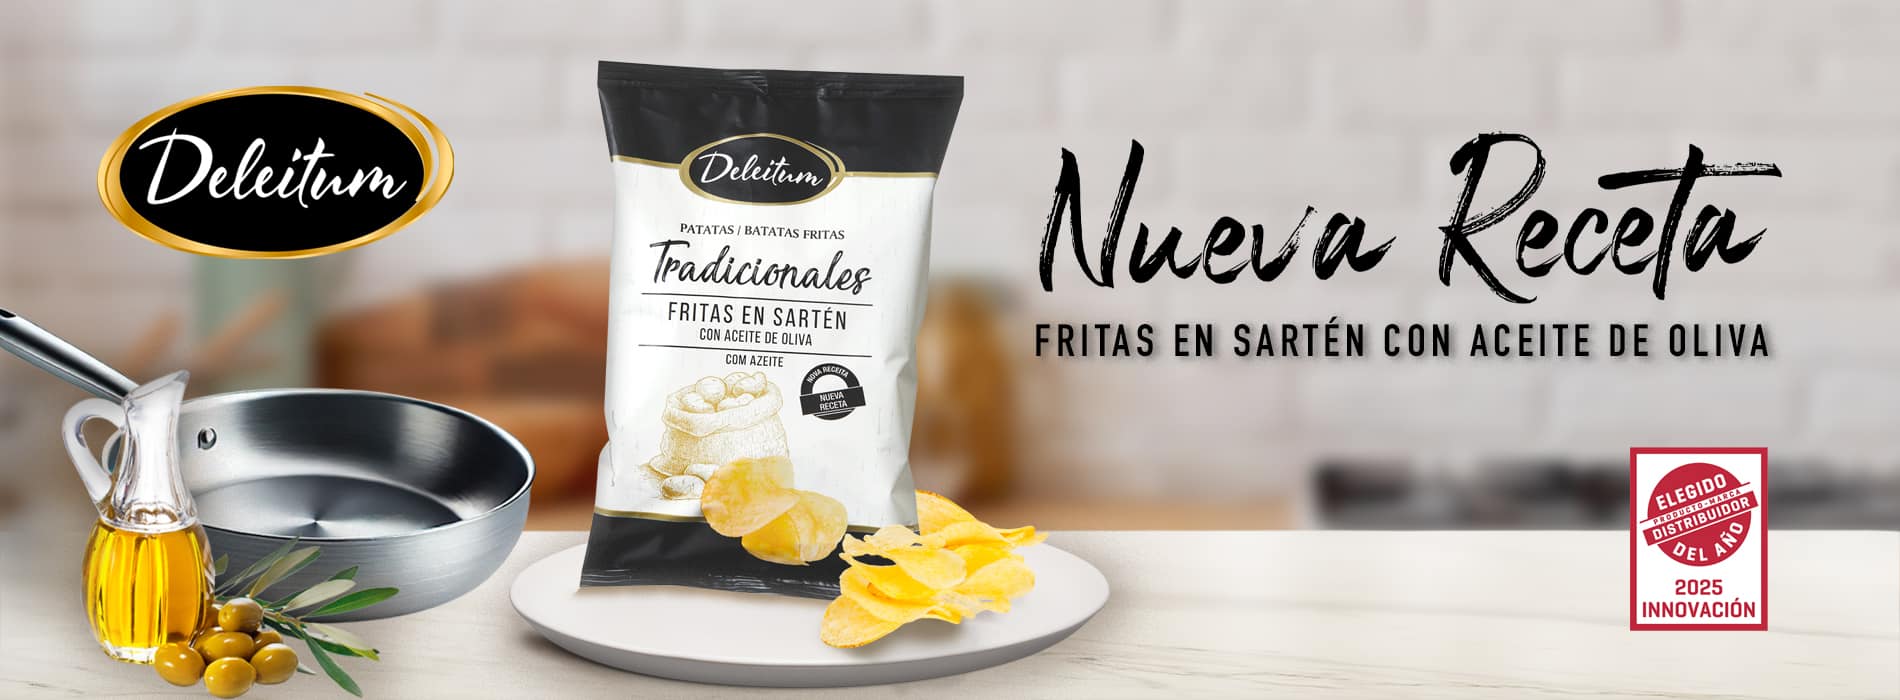 Deleitum
Deleitum
PATATAS / BATATAS FRITAS
Tradicionales
FRITAS EN SARTÉN
CON ACEITE DE OLIVA
COM AZEITE
NOVA RECEITA
NUEVA
RECETA
Nueva Receta
FRITAS EN SARTÉN CON ACEITE DE OLIVA
ELEGIDO
PRODUCTO-MARCA
DISTRIBUIDOR
DEL AÑO
2025
INNOVACIÓN